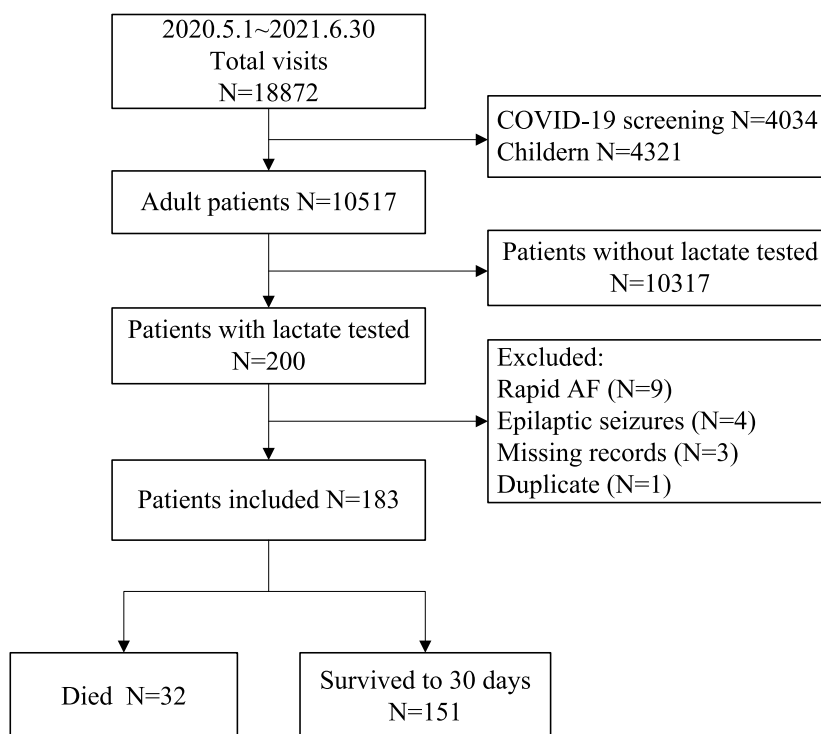 2020.5.1~2021.6.30
Total visits
N=18872
COVID-19 screening N=4034
Childern N=4321
Adult patients N=10517
Patients without lactate tested
N=10317
Patients with lactate tested
N=200
Excluded:
Rapid AF (N=9)
Epilaptic seizures (N=4)
Missing records (N=3)
Duplicate (N=1)
Patients included N=183
Died  N=32
Survived to 30 days
N=151